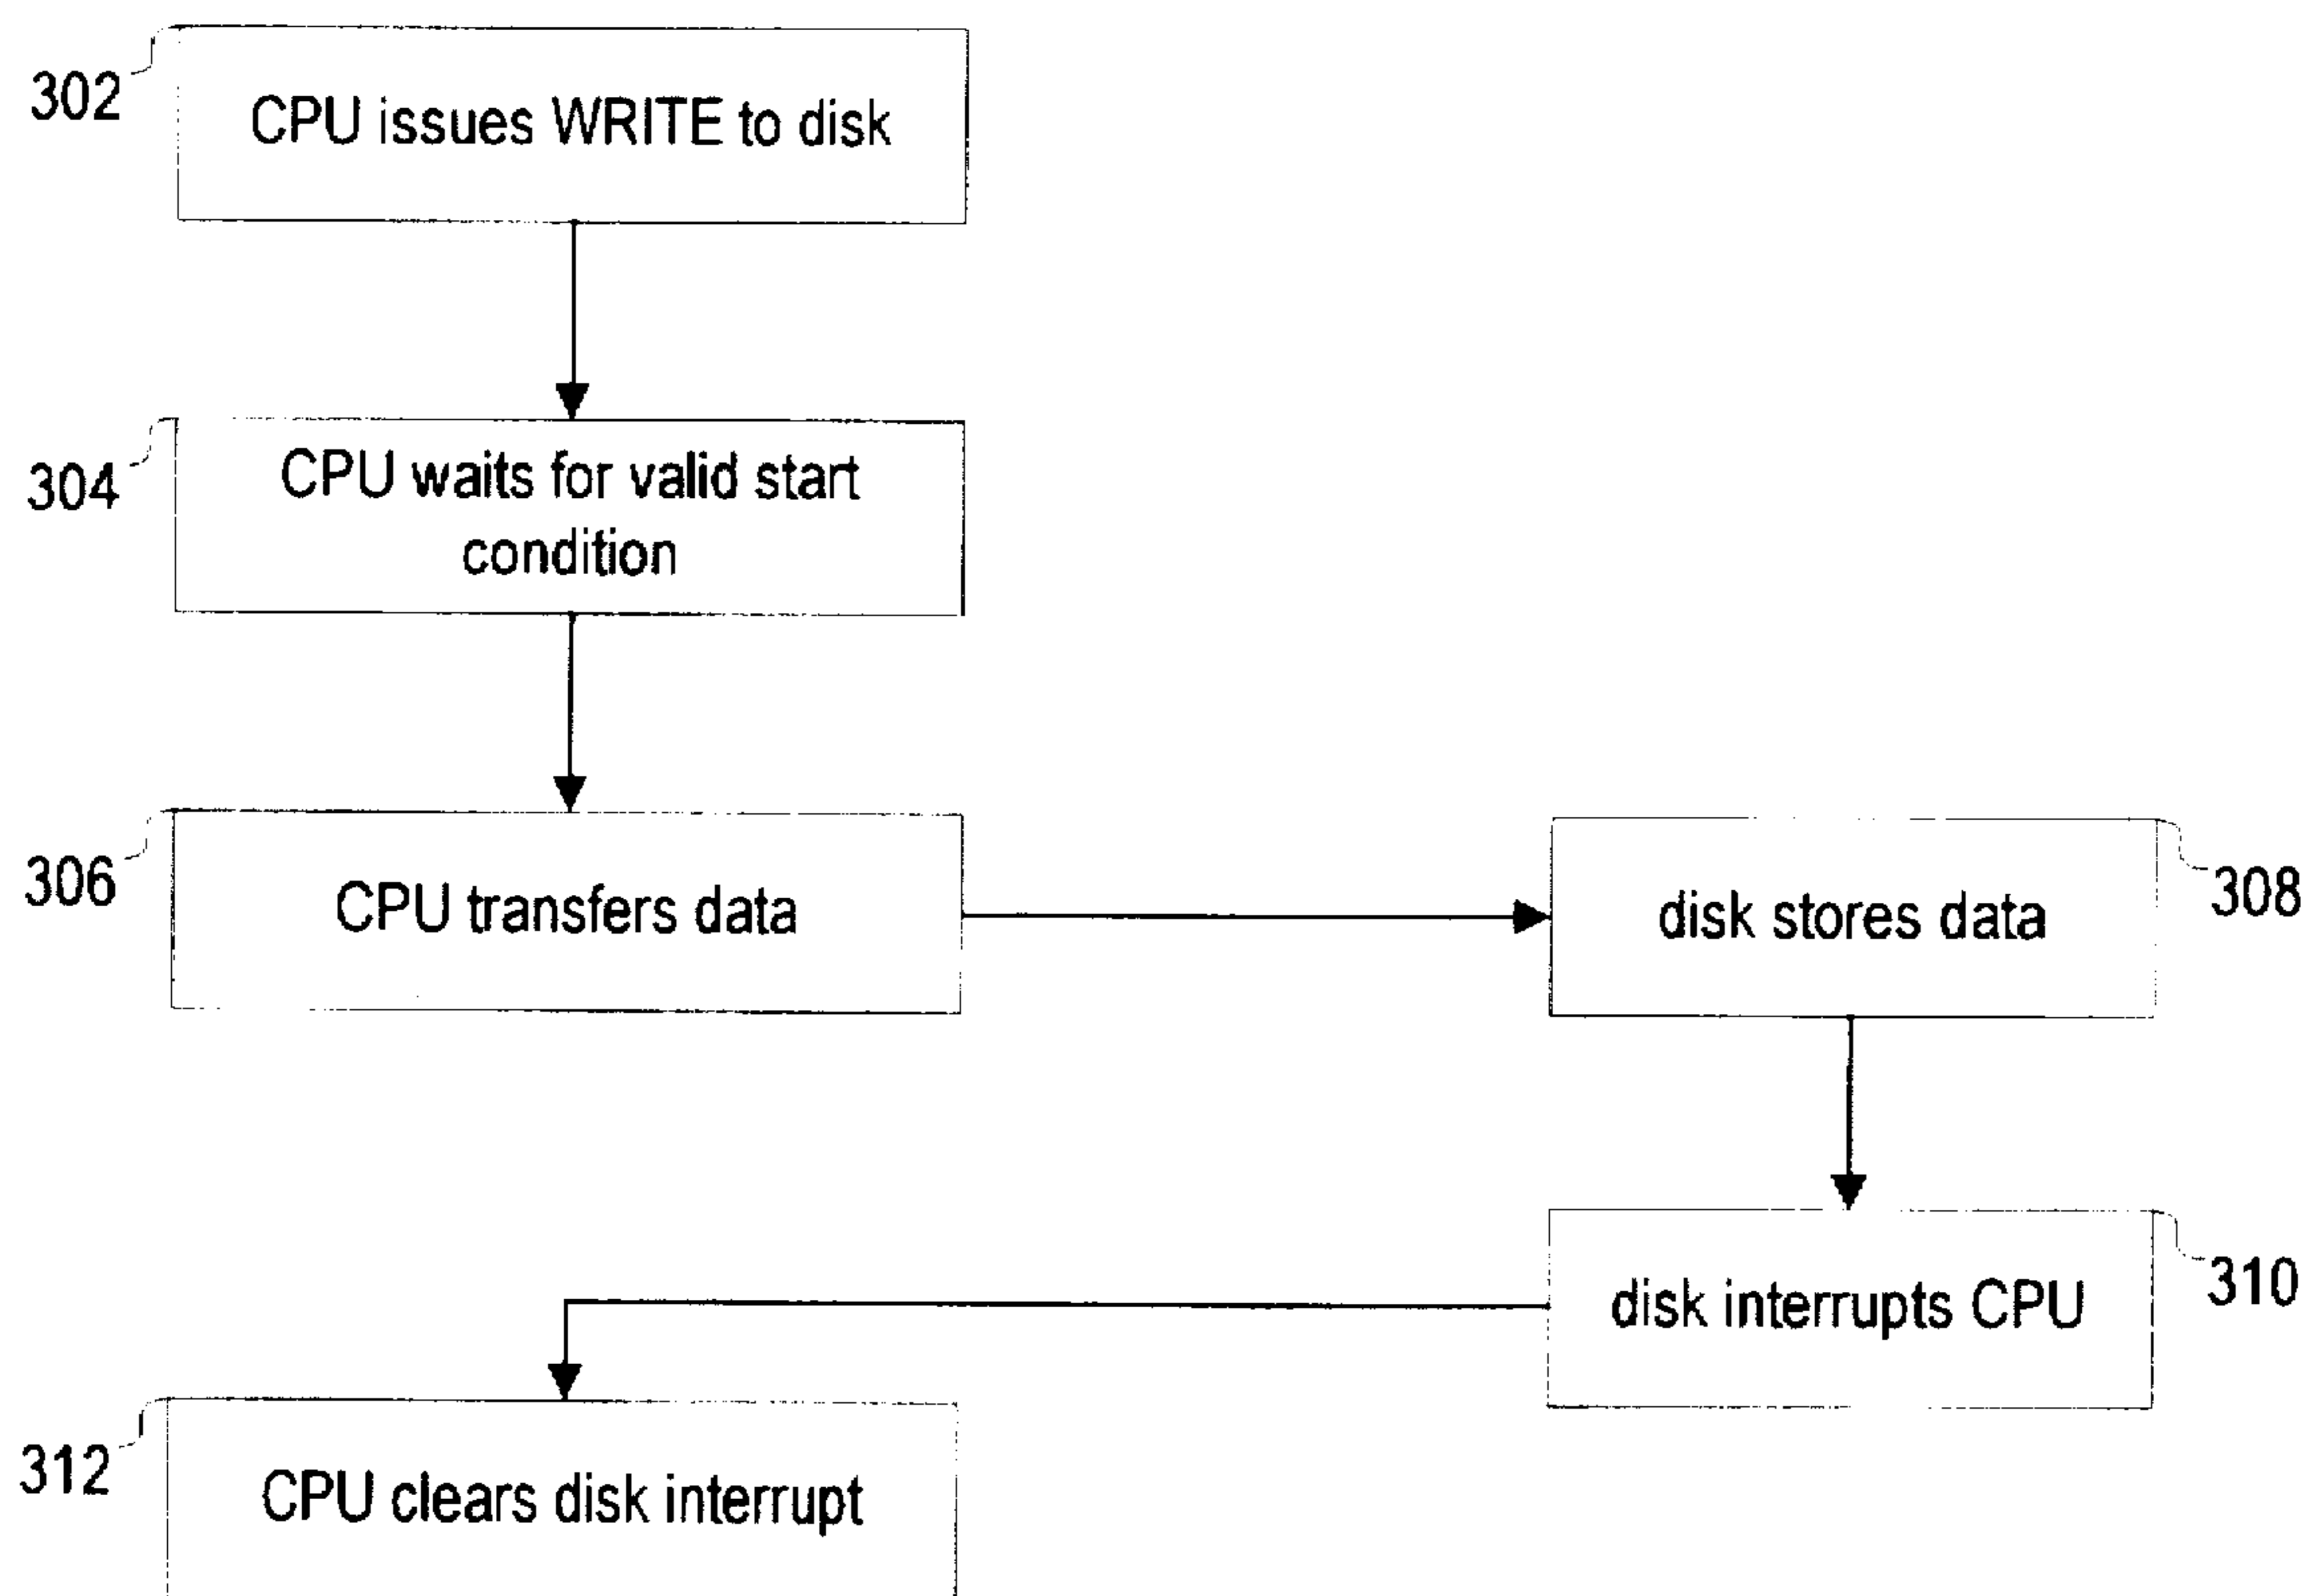 302
CPU issues WRITE to disk
304
CPU waits for valid start
condition
306
CPU transfers data
disk stores data
308
disk interrupts CPU
310
312
CPU clears disk interrupt